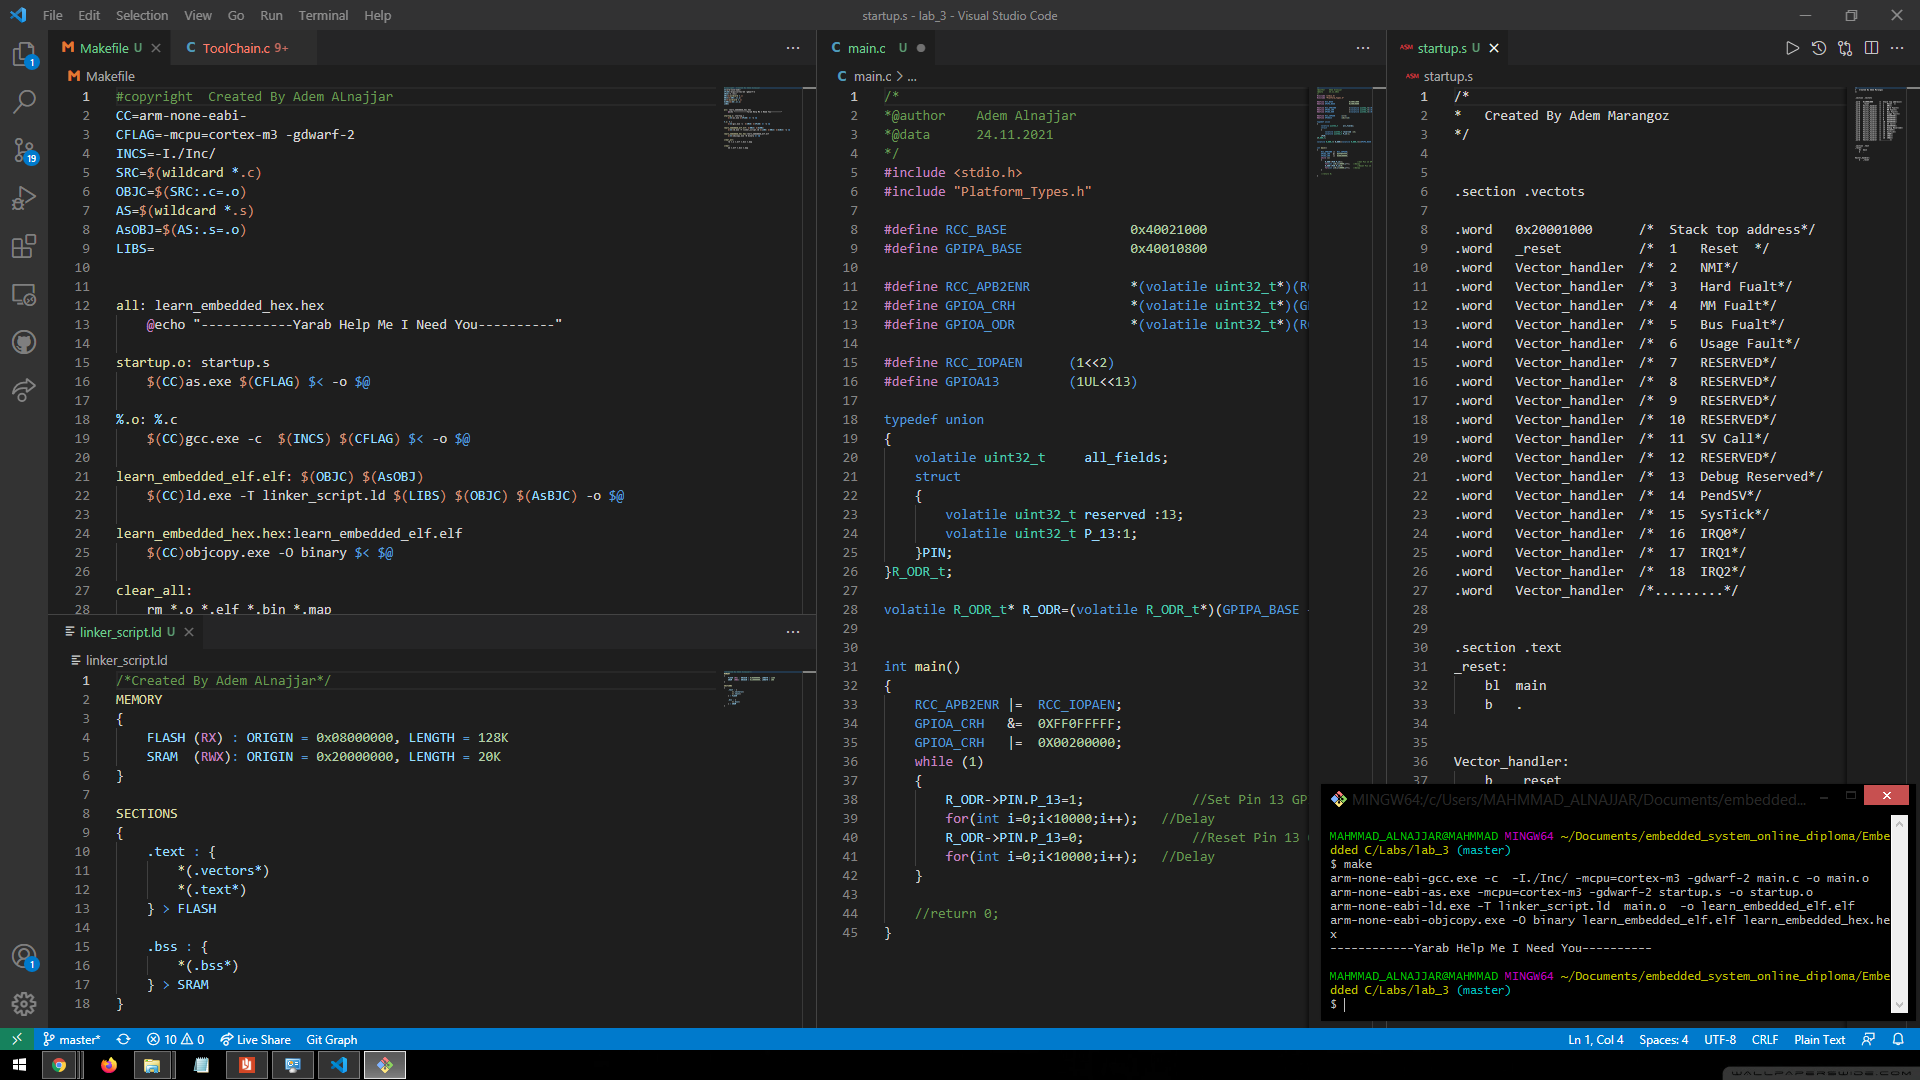 File Edit Selection View Go Run Terminal Help
startup.s - lab_3 - Visual Studio Code
Makefile U
ToolChain.c 9+
Makefile
1 #copyright  Created By Adem ALnajjar
2 CC=arm-none-eabi-
3 CFLAG=-mcpu=cortex-m3 -gdwarf-2
4 INCS=-I./Inc/
5 SRC=$(wildcard *.c)
6 OBJC=$(SRC:.c=.o)
7 AS=$(wildcard *.s)
8 AsOBJ=$(AS:.s=.o)
9 LIBS=
10
11
12 all: learn_embedded_hex.hex
13     @echo "------------Yarab Help Me I Need You----------"
14
15 startup.o: startup.s
16     $(CC)as.exe $(CFLAG) $< -o $@
17
18 %.o: %.c
19     $(CC)gcc.exe -c  $(INCS) $(CFLAG) $< -o $@
20
21 learn_embedded_elf.elf: $(OBJC) $(AsOBJ)
22     $(CC)ld.exe -T linker_script.ld $(LIBS) $(OBJC) $(AsBJC) -o $@
23
24 learn_embedded_hex.hex:learn_embedded_elf.elf
25     $(CC)objcopy.exe -O binary $< $@
26
27 clear_all:
28     rm *.o *.elf *.bin *.map
linker_script.ld U
linker_script.ld
1 /*Created By Adem ALnajjar*/
2 MEMORY
3 {
4     FLASH (RX) : ORIGIN = 0x08000000, LENGTH = 128K
5     SRAM  (RWX): ORIGIN = 0x20000000, LENGTH = 20K
6 }
7
8 SECTIONS
9 {
10     .text : {
11         *(.vectors*)
12         *(.text*)
13     } > FLASH
14
15     .bss : {
16         *(.bss*)
17     } > SRAM
18 }
main.c U
main.c > ...
1 /*
2 *@author    Adem Alnajjar
3 *@data      24.11.2021
4 */
5 #include <stdio.h>
6 #include "Platform_Types.h"
7
8 #define RCC_BASE                0x40021000
9 #define GPIPA_BASE              0x40010800
10
11 #define RCC_APB2ENR             *(volatile uint32_t*)(R
12 #define GPIOA_CRH               *(volatile uint32_t*)(G
13 #define GPIOA_ODR               *(volatile uint32_t*)(R
14
15 #define RCC_IOPAEN      (1<<2)
16 #define GPIOA13         (1UL<<13)
17
18 typedef union
19 {
20     volatile uint32_t     all_fields;
21     struct
22     {
23         volatile uint32_t reserved :13;
24         volatile uint32_t P_13:1;
25     }PIN;
26 }R_ODR_t;
27
28 volatile R_ODR_t* R_ODR=(volatile R_ODR_t*)(GPIPA_BASE
29
30
31 int main()
32 {
33     RCC_APB2ENR |=  RCC_IOPAEN;
34     GPIOA_CRH   &=  0XFF0FFFFF;
35     GPIOA_CRH   |=  0X00200000;
36     while (1)
37     {
38         R_ODR->PIN.P_13=1;              //Set Pin 13 GP
39         for(int i=0;i<10000;i++);   //Delay
40         R_ODR->PIN.P_13=0;              //Reset Pin 13
41         for(int i=0;i<10000;i++);   //Delay
42     }
43
44     //return 0;
45 }
startup.s U
startup.s
1 /*
2 *   Created By Adem Marangoz
3 */
4
5
6 .section .vectots
7
8 .word   0x20001000      /*  Stack top address*/
9 .word   _reset          /*  1   Reset  */
10 .word   Vector_handler  /*  2   NMI*/
11 .word   Vector_handler  /*  3   Hard Fualt*/
12 .word   Vector_handler  /*  4   MM Fualt*/
13 .word   Vector_handler  /*  5   Bus Fualt*/
14 .word   Vector_handler  /*  6   Usage Fault*/
15 .word   Vector_handler  /*  7   RESERVED*/
16 .word   Vector_handler  /*  8   RESERVED*/
17 .word   Vector_handler  /*  9   RESERVED*/
18 .word   Vector_handler  /*  10  RESERVED*/
19 .word   Vector_handler  /*  11  SV Call*/
20 .word   Vector_handler  /*  12  RESERVED*/
21 .word   Vector_handler  /*  13  Debug Reserved*/
22 .word   Vector_handler  /*  14  PendSV*/
23 .word   Vector_handler  /*  15  SysTick*/
24 .word   Vector_handler  /*  16  IRQ0*/
25 .word   Vector_handler  /*  17  IRQ1*/
26 .word   Vector_handler  /*  18  IRQ2*/
27 .word   Vector_handler  /*.........*/
28
29
30 .section .text
31 _reset:
32     bl  main
33     b   .
34
35
36 Vector_handler:
37     b   _reset
MINGW64:/c/Users/MAHMMAD_ALNAJJAR/Documents/embedded...
MAHMMAD_ALNAJJAR@MAHMMAD MINGW64 ~/Documents/embedded_system_online_diploma/Embe
dded C/Labs/lab_3 (master)
$ make
arm-none-eabi-gcc.exe -c  -I./Inc/ -mcpu=cortex-m3 -gdwarf-2 main.c -o main.o
arm-none-eabi-as.exe -mcpu=cortex-m3 -gdwarf-2 startup.s -o startup.o
arm-none-eabi-ld.exe -T linker_script.ld  main.o  -o learn_embedded_elf.elf
arm-none-eabi-objcopy.exe -O binary learn_embedded_elf.elf learn_embedded_hex.he
x
------------Yarab Help Me I Need You----------
MAHMMAD_ALNAJJAR@MAHMMAD MINGW64 ~/Documents/embedded_system_online_diploma/Embe
dded C/Labs/lab_3 (master)
$
1
19
1
master* 10 0 Live Share Git Graph
Ln 1, Col 4 Spaces: 4 UTF-8 CRLF Plain Text